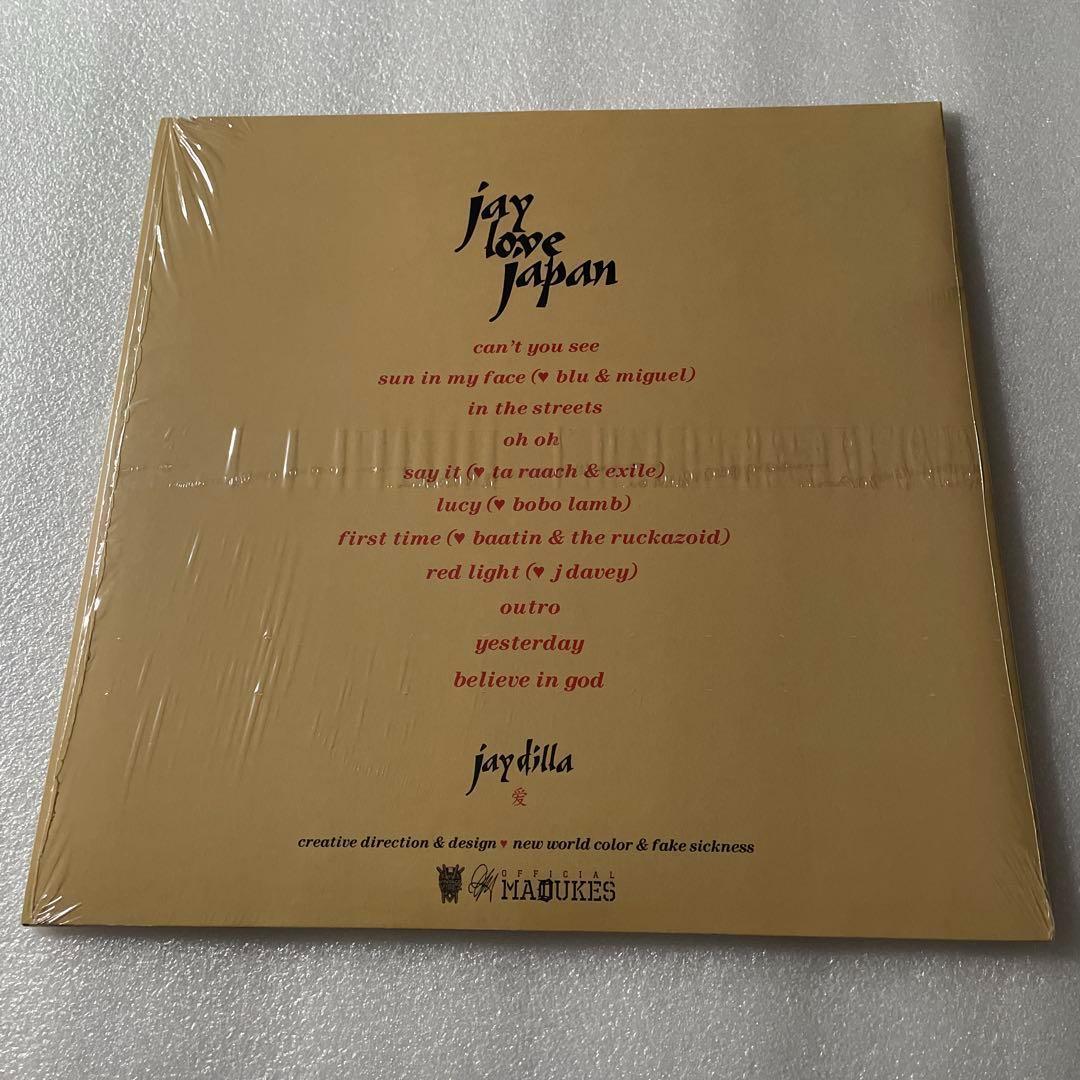 jay
love
japan
can't you see
sun in my face (♥ blu & miguel)
in the streets
oh oh
say it (♥ ta raach & exile)
lucy (♥ bobo lamb)
first time (♥ baatin & the ruckazoid)
red light (♥ j davey)
outro
yesterday
believe in god
jay dilla
爱
creative direction & design ♥ new world color & fake sickness
OFFICIAL
MADUKES